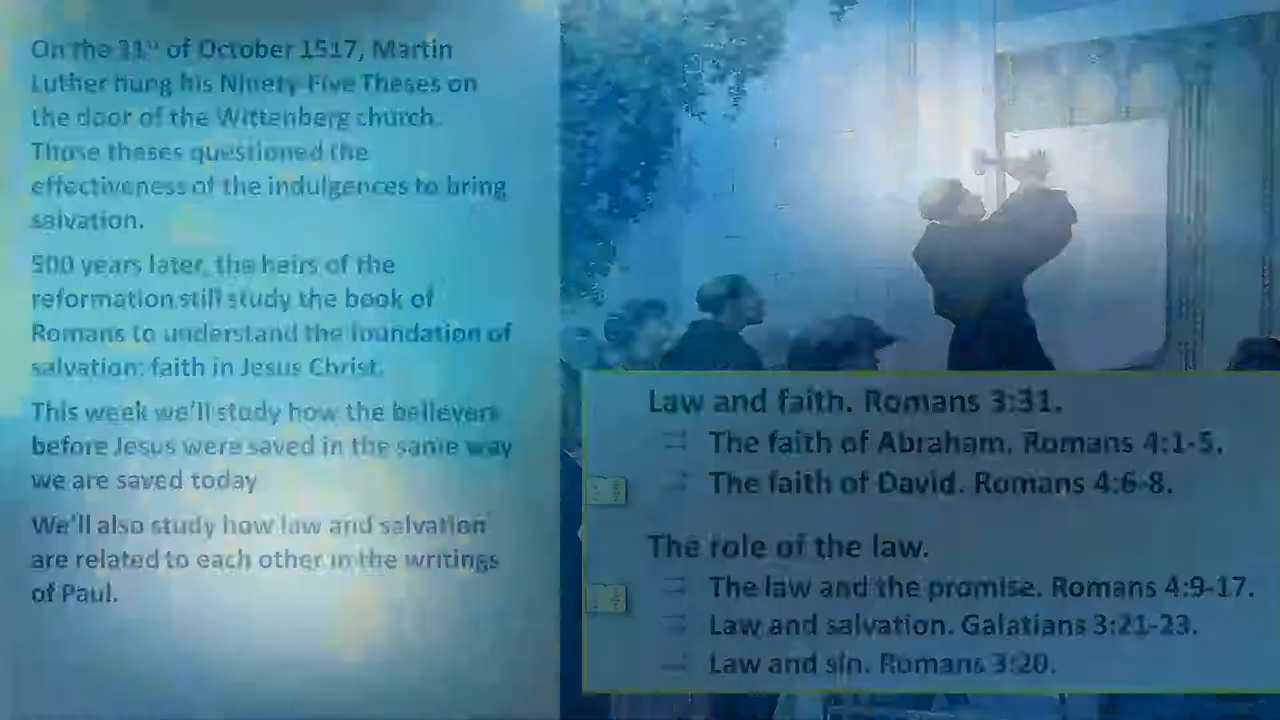 On the 31st of October 1517, Martin
Luther hung his Ninety-Five Theses on
the door of the Wittenberg church.
Those theses questioned the
effectiveness of the indulgences to bring
salvation.
500 years later, the heirs of the
reformation still study the book of
Romans to understand the foundation of
salvation: faith in Jesus Christ.
This week we'll study how the believers
before Jesus were saved in the same way
we are saved today
We'll also study how law and salvation
are related to each other in the writings
of Paul.
Law and faith. Romans 3:31.
The faith of Abraham. Romans 4:1-5.
The faith of David. Romans 4:6-8.
The role of the law.
The law and the promise. Romans 4:9-17.
Law and salvation. Galatians 3:21-23.
Law and sin. Romans 3:20.